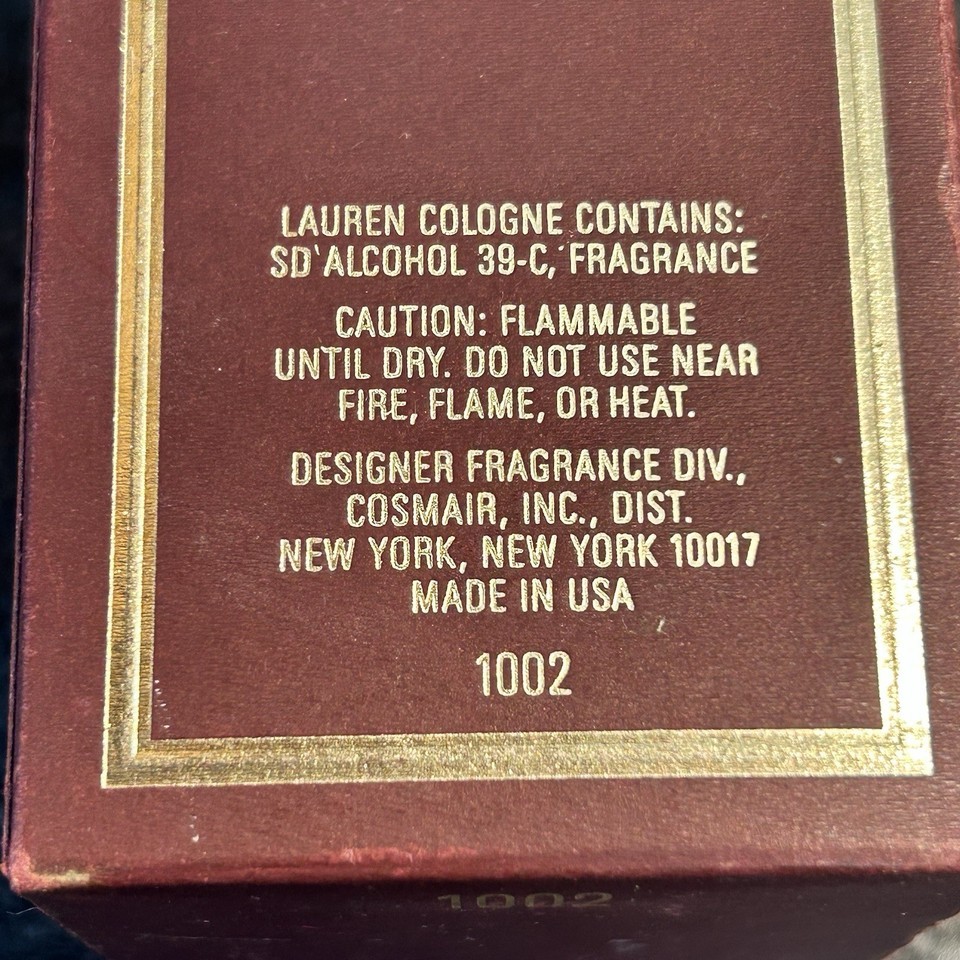 LAUREN COLOGNE CONTAINS:
SD ALCOHOL 39-C, FRAGRANCE
CAUTION: FLAMMABLE
UNTIL DRY. DO NOT USE NEAR
FIRE, FLAME, OR HEAT.
DESIGNER FRAGRANCE DIV.,
COSMAIR, INC., DIST.
NEW YORK, NEW YORK 10017
MADE IN USA
1002
1002